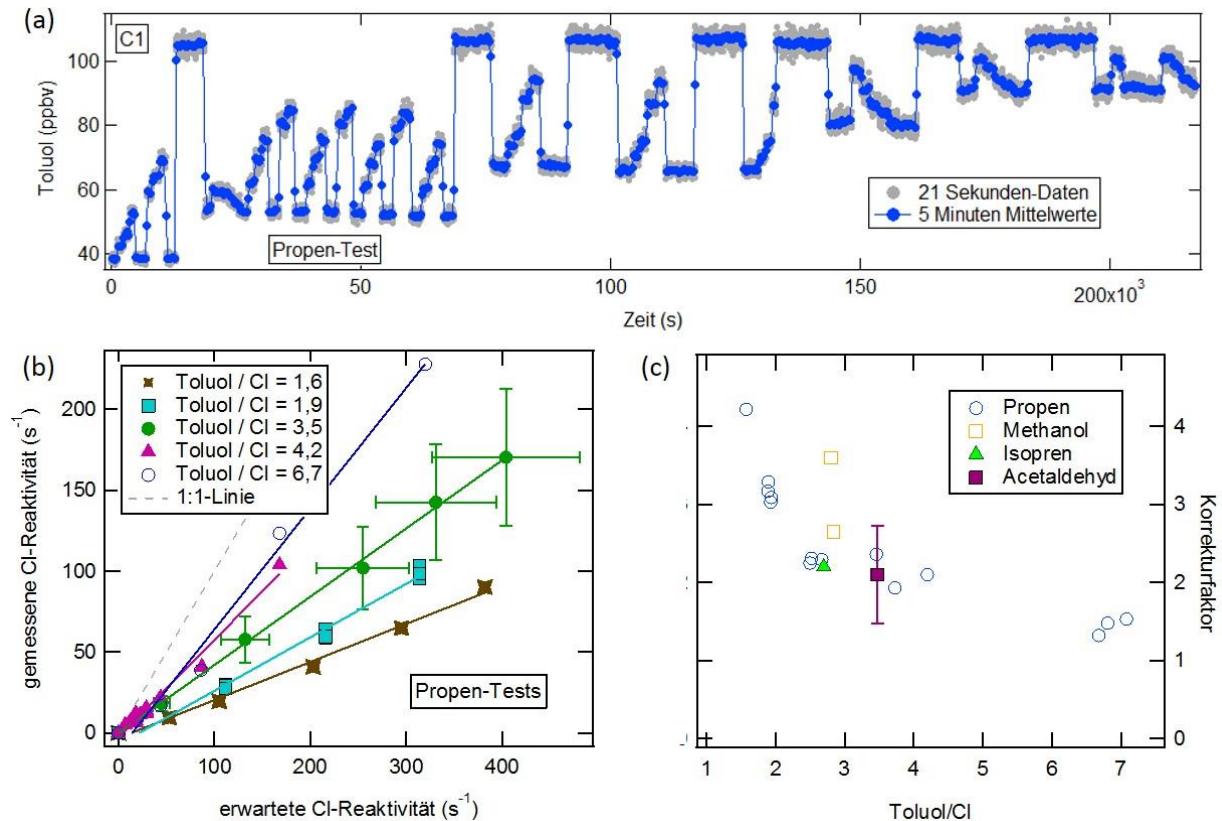 (a)
C1
Toluol (ppbv)
100
80
60
40
Propen-Test
21 Sekunden-Daten
5 Minuten Mittelwerte
0
50
100
150
200x10³
Zeit (s)
(b)
Toluol / Cl = 1,6
Toluol / Cl = 1,9
Toluol / Cl = 3,5
Toluol / Cl = 4,2
Toluol / Cl = 6,7
1:1-Linie
gemessene Cl-Reaktivität (s⁻¹)
200
150
100
50
0
Propen-Tests
0
100
200
300
400
erwartete Cl-Reaktivität (s⁻¹)
(c)
Propen
Methanol
Isopren
Acetaldehyd
4
3
2
1
0
Korrekturfaktor
1
2
3
4
5
6
7
Toluol/Cl